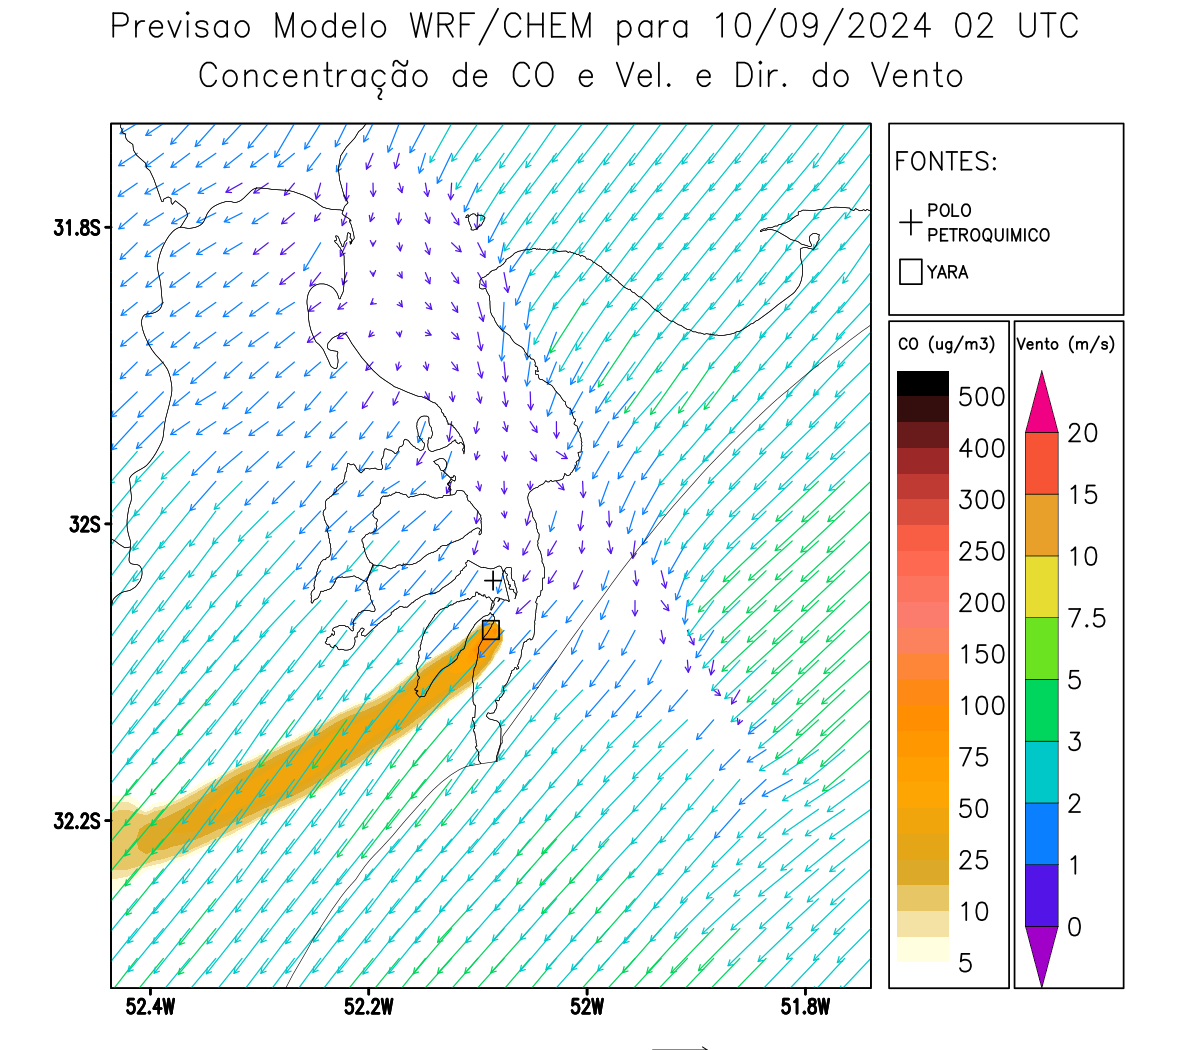 Previsao Modelo WRF/CHEM para 10/09/2024 02 UTC
Concentração de CO e Vel. e Dir. do Vento
FONTES:
POLO
PETROQUIMICO
YARA
31.8S
32S
32.2S
52.4W
52.2W
52W
51.8W
CO (ug/m3)
500
400
300
250
200
150
100
75
50
25
10
5
Vento (m/s)
20
15
10
7.5
5
3
2
1
0